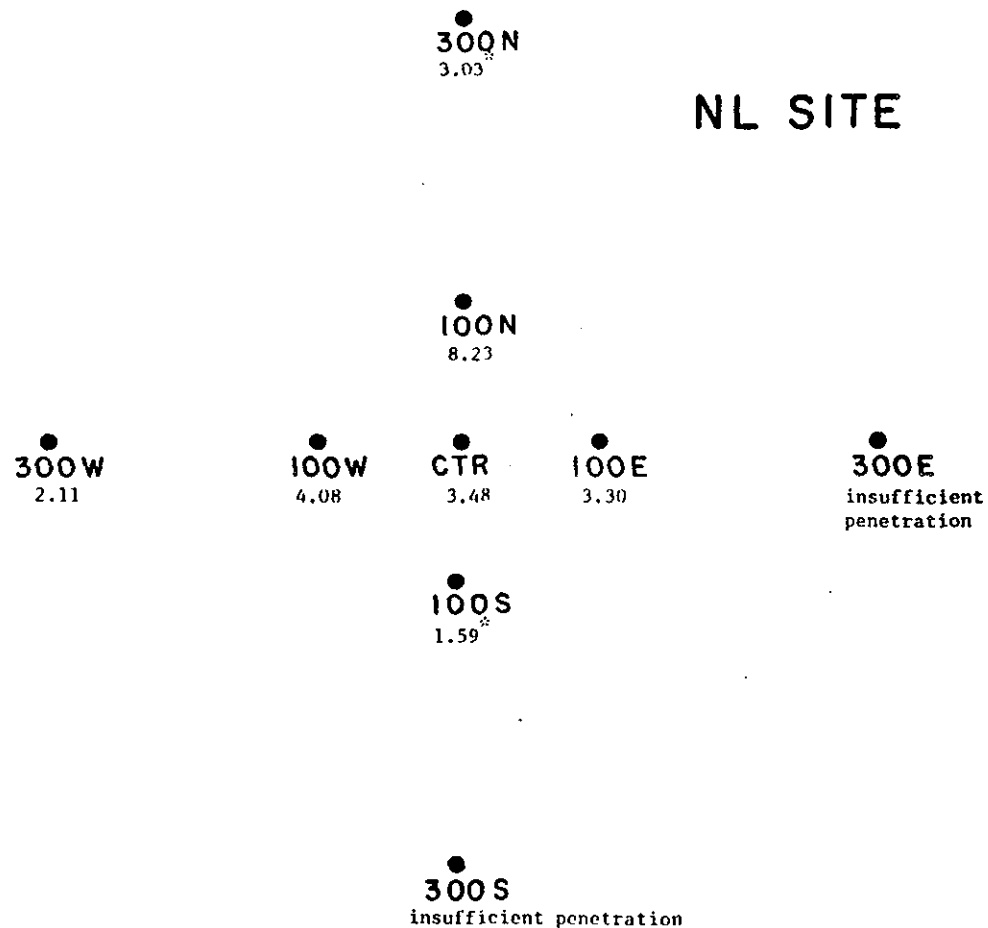 300N
3.03*
NL SITE
100N
8.23
300W
2.11
100W
4.08
CTR
3.48
100E
3.30
300E
insufficient
penetration
100S
1.59*
300S
insufficient penetration